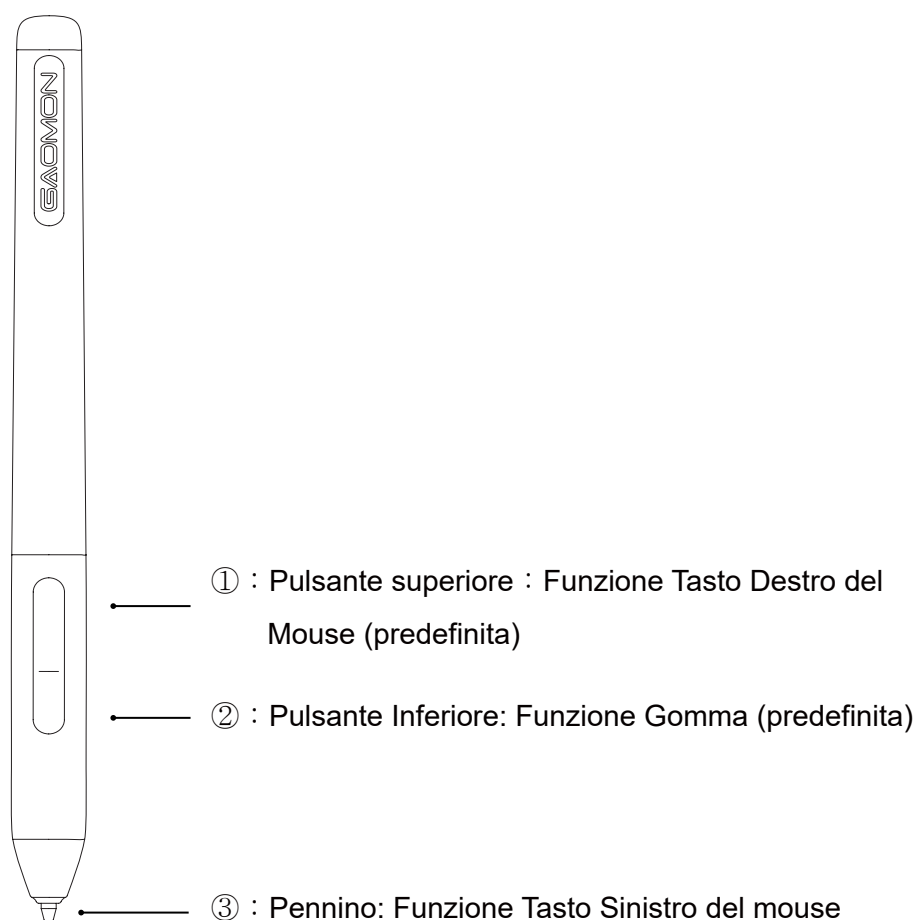 GAOMON
①：Pulsante superiore：Funzione Tasto Destro del
Mouse (predefinita)
②：Pulsante Inferiore: Funzione Gomma (predefinita)
③：Pennino: Funzione Tasto Sinistro del mouse